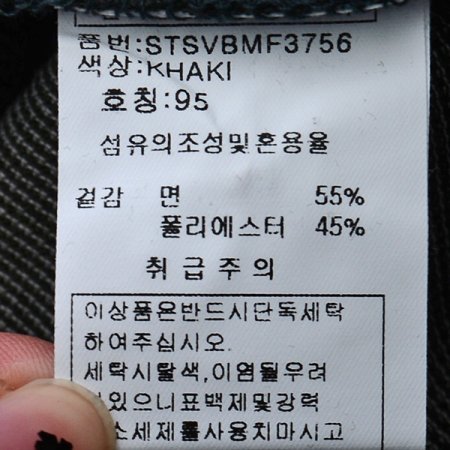 품번:STSVBMF3756
색상:KHAKI
호칭:95
섬유의조성및혼용율
겉감 면 55%
폴리에스터 45%
취급주의
이상품은반드시단독세탁
하여주십시오.
세탁시탈색,이염될우려
있으니표백제및강력
소세제를사용치마시고